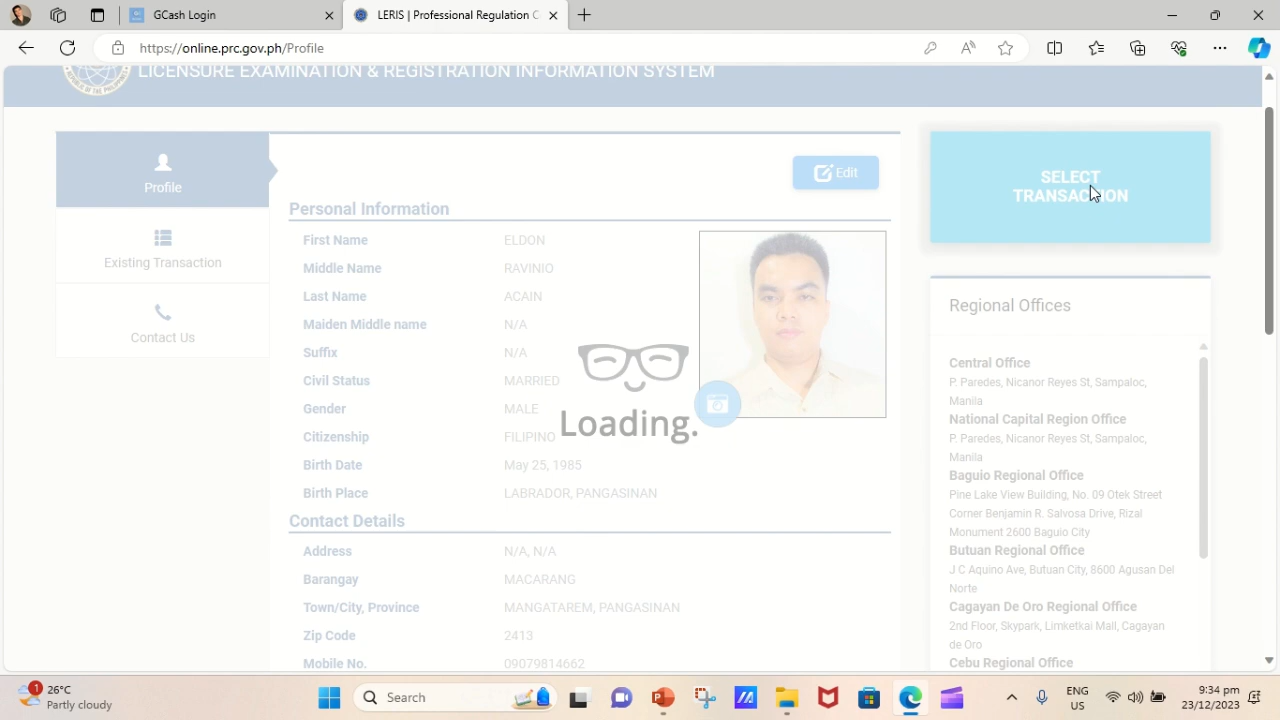 LERIS | Professional Regulation C
https://online.prc.gov.ph/Profile
LICENSURE EXAMINATION & REGISTRATION INFORMATION SYSTEM
Profile
Existing Transaction
Contact Us
Edit
Personal Information
First Name ELDON
Middle Name RAVINIO
Last Name ACAIN
Maiden Middle name N/A
Suffix N/A
Civil Status MARRIED
Gender MALE
Citizenship FILIPINO
Birth Date May 25, 1985
Birth Place LABRADOR, PANGASINAN
Loading.
Contact Details
Address N/A, N/A
Barangay MACARANG
Town/City, Province MANGATAREM, PANGASINAN
Zip Code 2413
Mobile No. 09079814662
SELECT
TRANSACTION
Regional Offices
Central Office
P. Paredes, Nicanor Reyes St, Sampaloc,
Manila
National Capital Region Office
P. Paredes, Nicanor Reyes St, Sampaloc,
Manila
Baguio Regional Office
Pine Lake View Building, No. 09 Otek Street
Corner Benjamin R. Salvosa Drive, Rizal
Monument 2600 Baguio City
Butuan Regional Office
J C Aquino Ave, Butuan City, 8600 Agusan Del
Norte
Cagayan De Oro Regional Office
2nd Floor, Skypark, Limketkai Mall, Cagayan
de Oro
Cebu Regional Office
1
26°C
Partly cloudy
Search
ENG
US
9:34 pm
23/12/2023